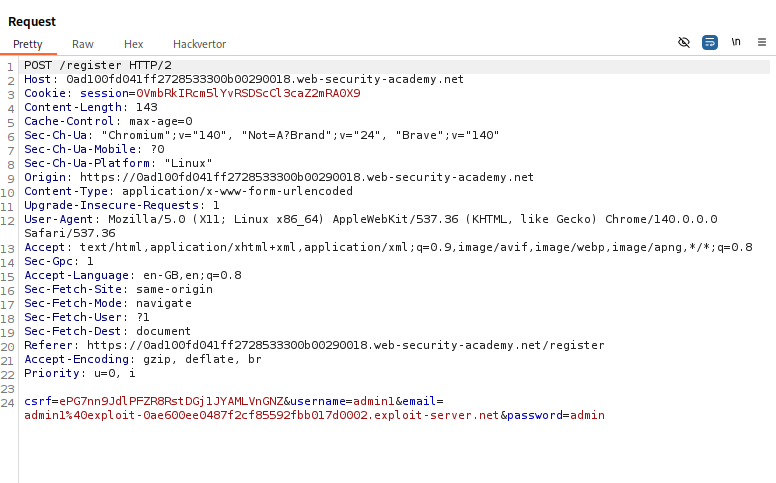 Request
Pretty Raw Hex Hackvertor \n
1 POST /register HTTP/2
2 Host: 0ad100fd041ff2728533300b00290018.web-security-academy.net
3 Cookie: session=0VmbRkIRcm5lYvRSDScCl3caZ2mRA0X9
4 Content-Length: 143
5 Cache-Control: max-age=0
6 Sec-Ch-Ua: "Chromium";v="140", "Not=A?Brand";v="24", "Brave";v="140"
7 Sec-Ch-Ua-Mobile: ?0
8 Sec-Ch-Ua-Platform: "Linux"
9 Origin: https://0ad100fd041ff2728533300b00290018.web-security-academy.net
10 Content-Type: application/x-www-form-urlencoded
11 Upgrade-Insecure-Requests: 1
12 User-Agent: Mozilla/5.0 (X11; Linux x86_64) AppleWebKit/537.36 (KHTML, like Gecko) Chrome/140.0.0.0
Safari/537.36
13 Accept: text/html,application/xhtml+xml,application/xml;q=0.9,image/avif,image/webp,image/apng,*/*;q=0.8
14 Sec-Gpc: 1
15 Accept-Language: en-GB,en;q=0.8
16 Sec-Fetch-Site: same-origin
17 Sec-Fetch-Mode: navigate
18 Sec-Fetch-User: ?1
19 Sec-Fetch-Dest: document
20 Referer: https://0ad100fd041ff2728533300b00290018.web-security-academy.net/register
21 Accept-Encoding: gzip, deflate, br
22 Priority: u=0, i
23
24 csrf=ePG7nn9JdlPFZR8RstDGj1JYAMLVnGNZ&username=admin1&email=
admin1%40exploit-0ae600ee0487f2cf85592fbb017d0002.exploit-server.net&password=admin